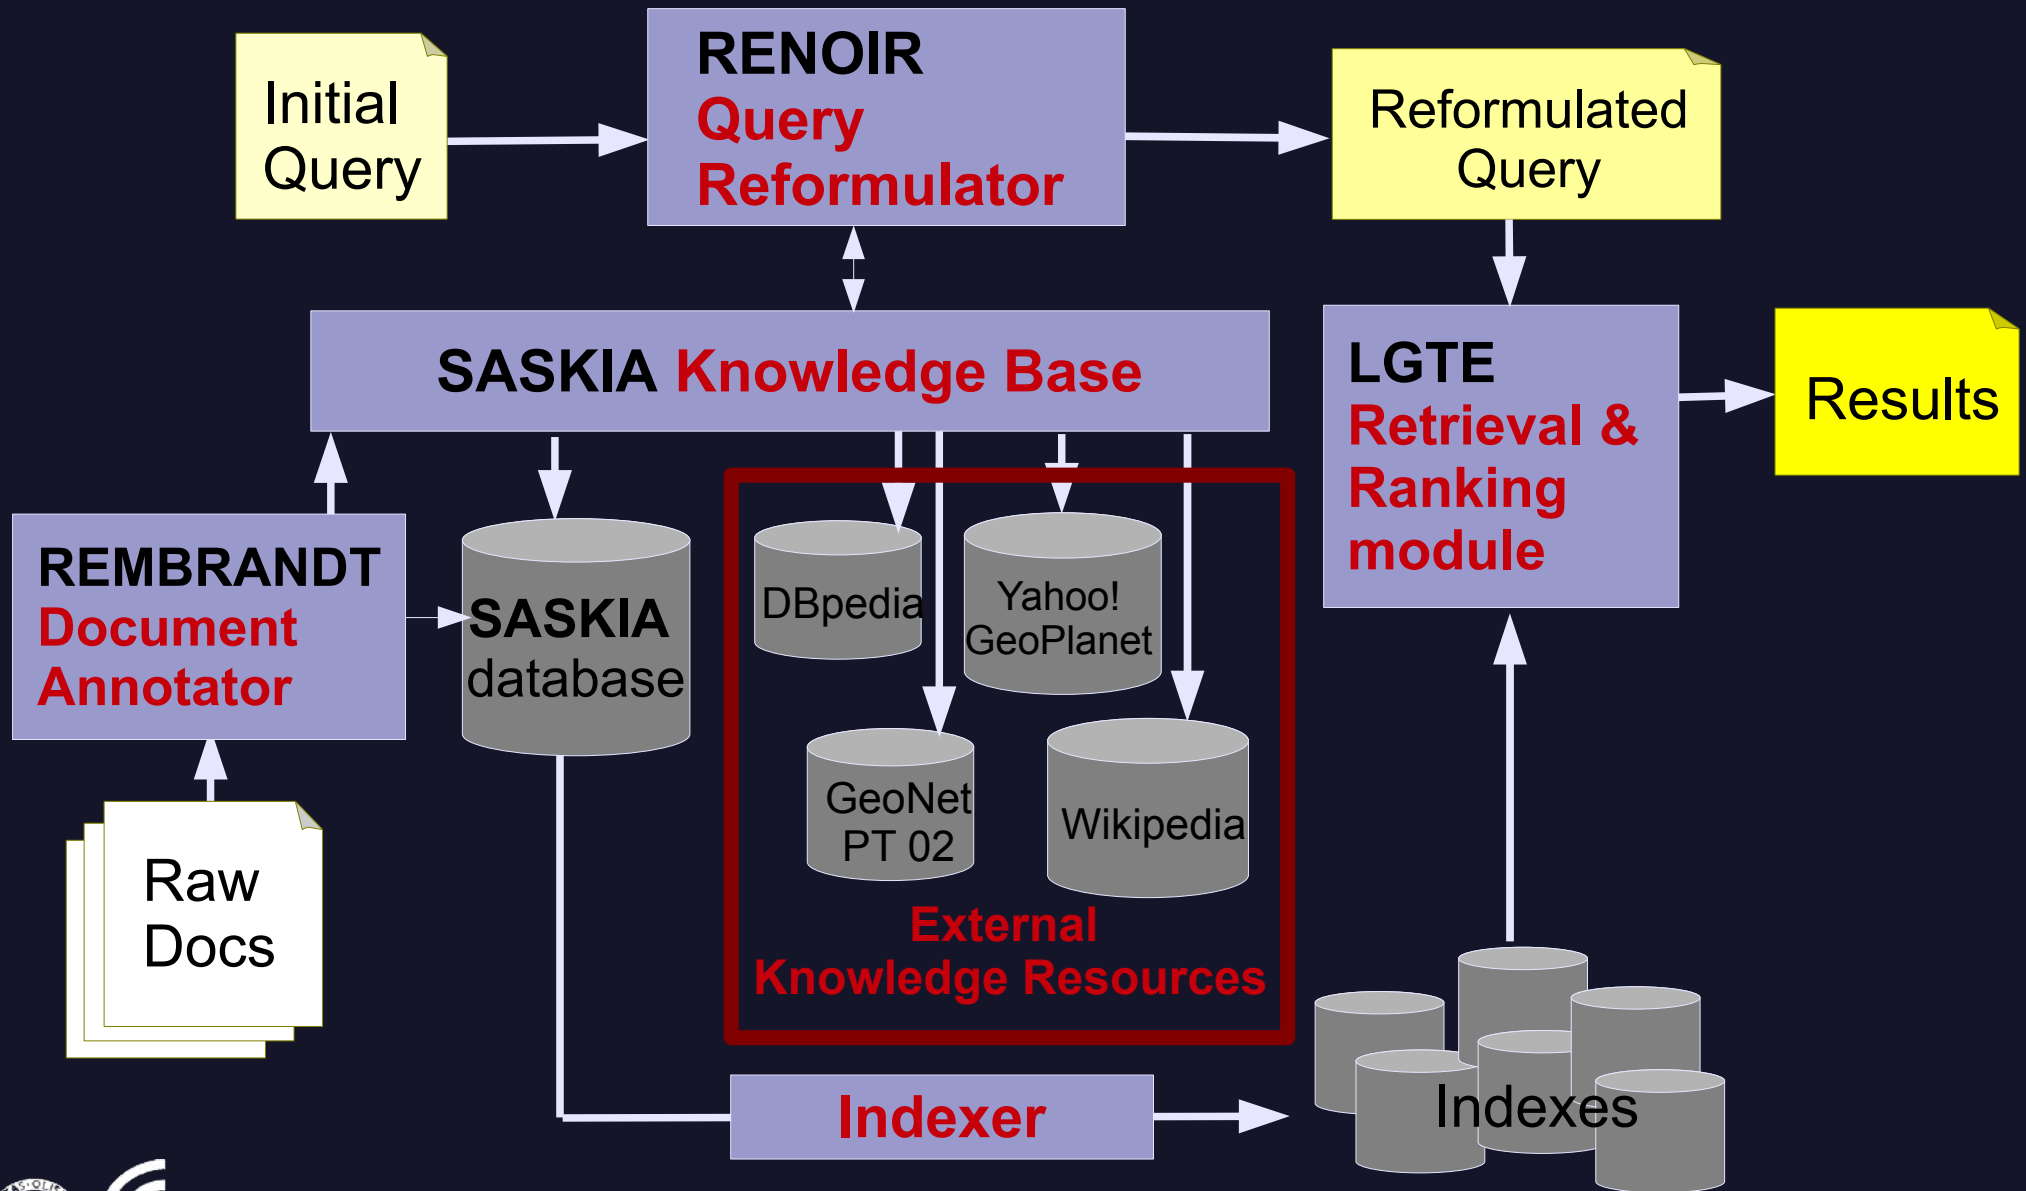 Initial
Query
RENOIR
Query
Reformulator
Reformulated
Query
SASKIA Knowledge Base
LGTE
Retrieval &
Ranking
module
Results
REMBRANDT
Document
Annotator
SASKIA
database
DBpedia
Yahoo!
GeoPlanet
GeoNet
PT 02
Wikipedia
External
Knowledge Resources
Raw
Docs
Indexer
Indexes